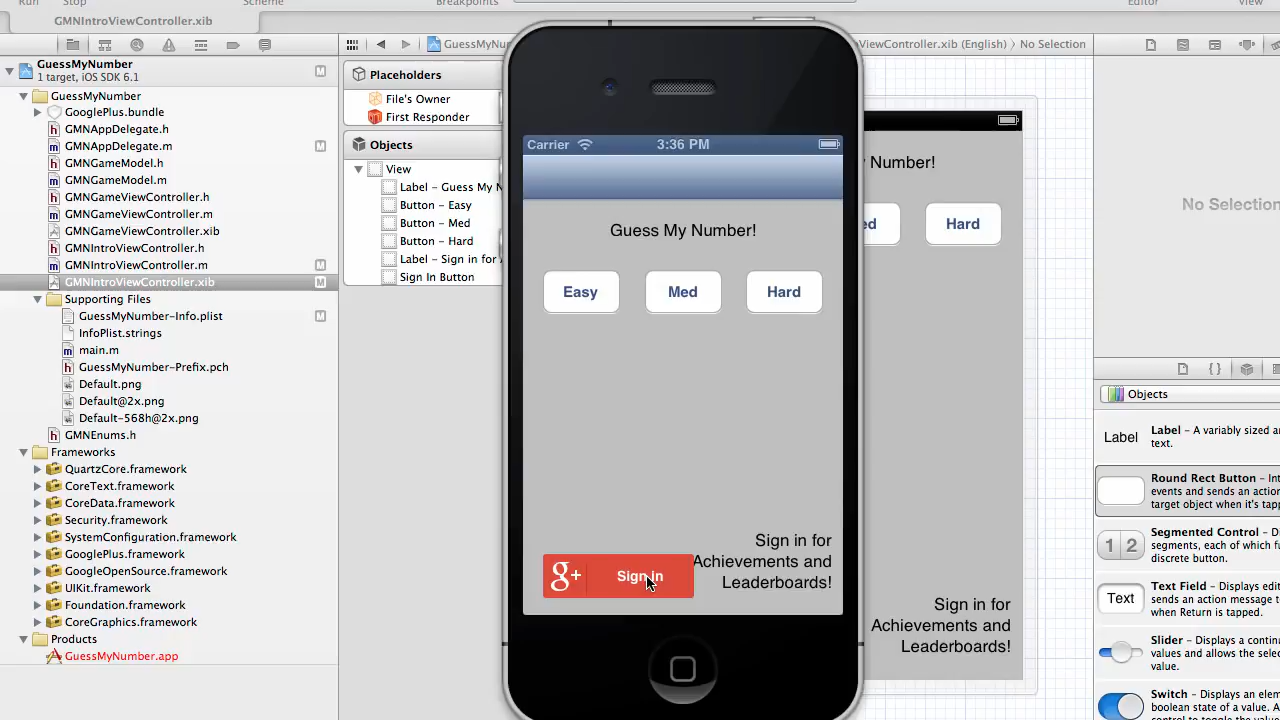 Run
Stop
Scheme
Breakpoints
Editor
View
GMNIntroViewController.xib
GuessMyNumber
1 target, iOS SDK 6.1
M
GuessMyNumber
GooglePlus.bundle
GMNAppDelegate.h
GMNAppDelegate.m
M
GMNGameModel.h
GMNGameModel.m
GMNGameViewController.h
GMNGameViewController.m
GMNGameViewController.xib
GMNIntroViewController.h
GMNIntroViewController.m
M
GMNIntroViewController.xib
M
Supporting Files
GuessMyNumber-Info.plist
M
InfoPlist.strings
main.m
GuessMyNumber-Prefix.pch
Default.png
Default@2x.png
Default-568h@2x.png
GMNEnums.h
Frameworks
QuartzCore.framework
CoreText.framework
CoreData.framework
Security.framework
SystemConfiguration.framework
GooglePlus.framework
GoogleOpenSource.framework
UIKit.framework
Foundation.framework
CoreGraphics.framework
Products
GuessMyNumber.app
GuessMyNu
ViewController.xib (English) > No Selection
Placeholders
File's Owner
First Responder
Objects
View
Label – Guess My N
Button – Easy
Button – Med
Button – Hard
Label – Sign in for
Sign In Button
Carrier
3:36 PM
Guess My Number!
Easy
Med
Hard
g+ Sign in
Sign in for
Achievements and
Leaderboards!
Number!
ed
Hard
Sign in for
Achievements and
Leaderboards!
No Selection
Objects
Label
Label – A variably sized a
text.
Round Rect Button – Int
events and sends an action
target object when it's tapp
1 2
Segmented Control –
segments, each of which fu
discrete button.
Text
Text Field – Displays edit
sends an action message to
when Return is tapped.
Slider – Displays a continu
values and allows the selec
value.
Switch – Displays an elem
boolean state of a value. A
control to toggle the